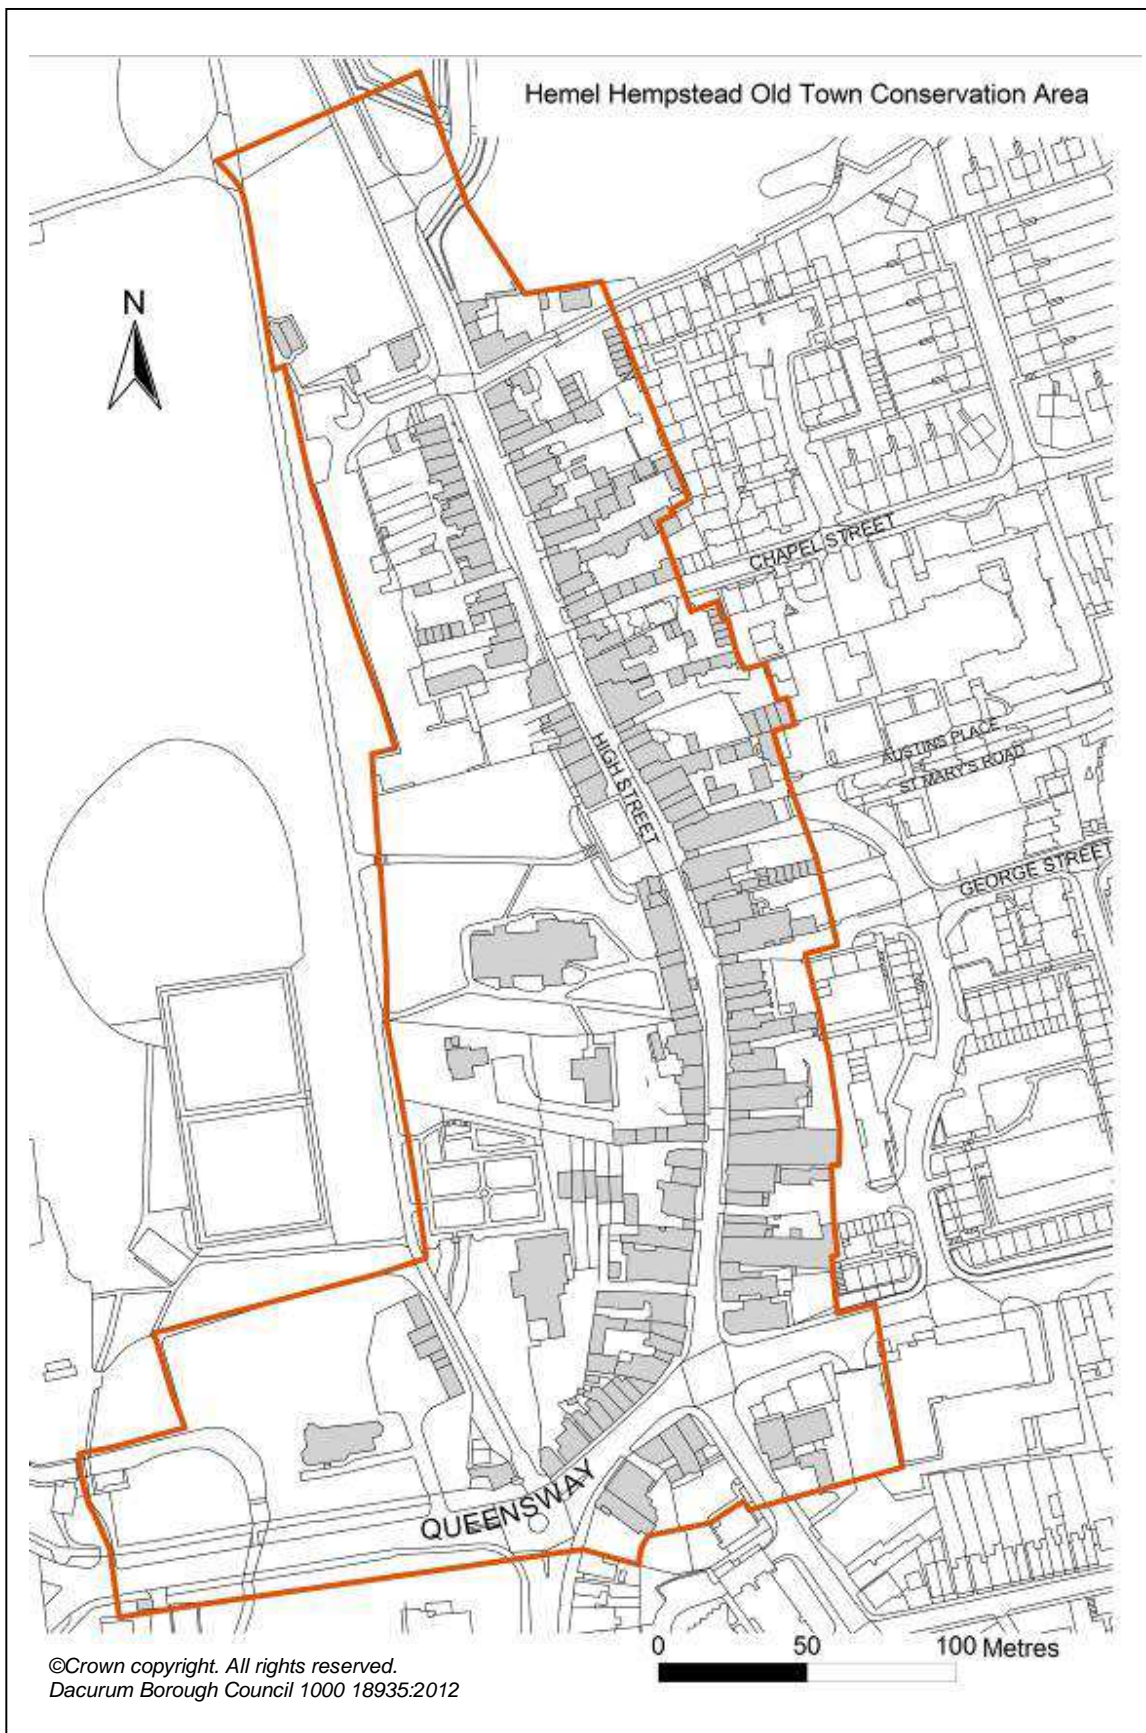 Hemel Hempstead Old Town Conservation Area
N
CHAPEL STREET
HIGH STREET
AUSTINS PLACE
ST MARY'S ROAD
GEORGE STREET
QUEENSWAY
0 50 100 Metres
©Crown copyright. All rights reserved.
Dacurum Borough Council 1000 18935:2012